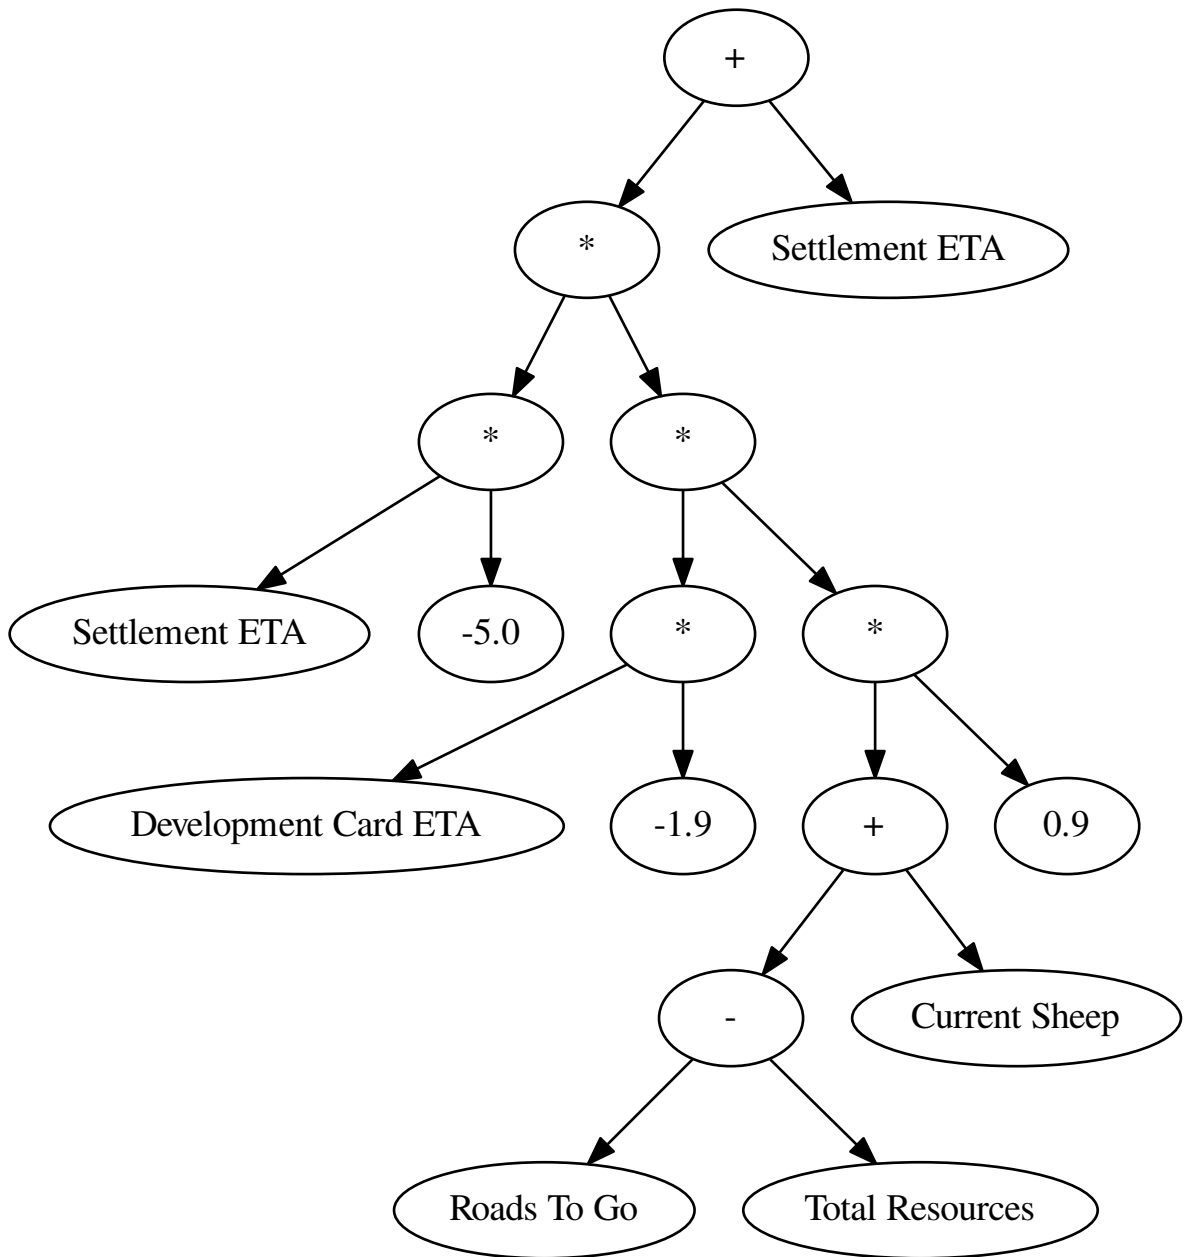 +
*
Settlement ETA
*
*
Settlement ETA
-5.0
*
*
Development Card ETA
-1.9
+
0.9
-
Current Sheep
Roads To Go
Total Resources